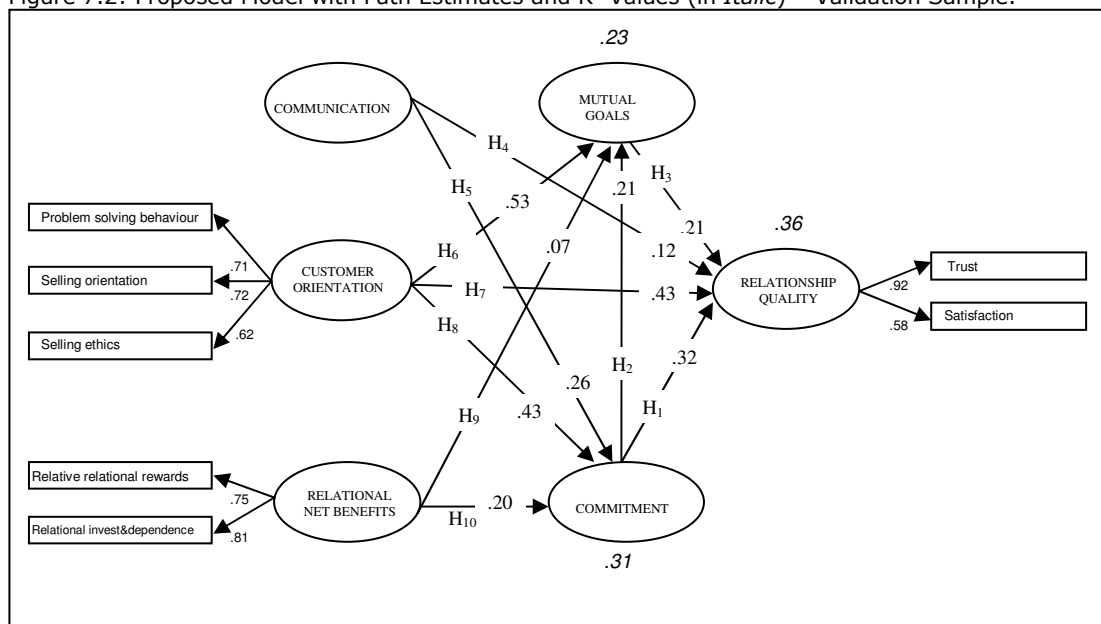 Figure 7.2: Proposed Model with Path Estimates and R² Values (in Italic) – Validation Sample.
.23
COMMUNICATION
MUTUAL
GOALS
H4
H3
H5
.21
.53
.21
.36
Problem solving behaviour
.07
.12
H6
.71
Selling orientation
CUSTOMER
ORIENTATION
H7
.43
RELATIONSHIP
QUALITY
Trust
.92
.72
H8
Satisfaction
.58
.62
Selling ethics
.32
H2
.26
.43
H1
H9
Relative relational rewards
.75
RELATIONAL
NET BENEFITS
.20
COMMITMENT
H10
Relational invest&dependence
.81
.31